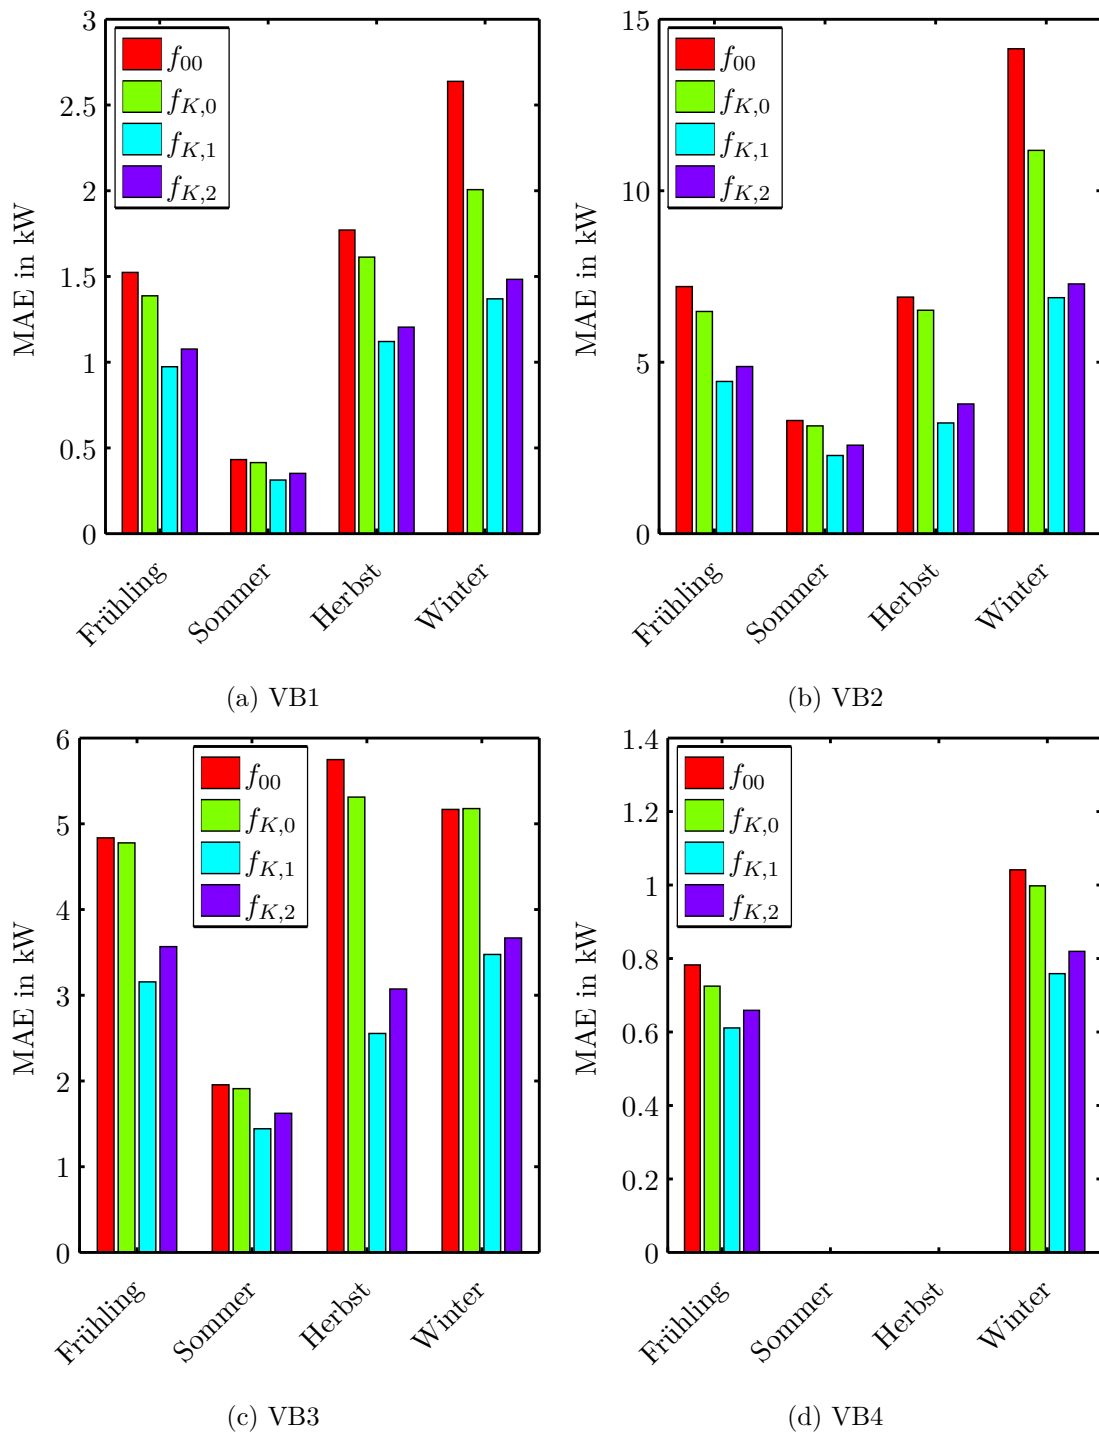 3
2.5
2
1.5
1
0.5
0
MAE in kW
f00
fK,0
fK,1
fK,2
Frühling
Sommer
Herbst
Winter
(a) VB1
15
10
5
0
MAE in kW
f00
fK,0
fK,1
fK,2
Frühling
Sommer
Herbst
Winter
(b) VB2
6
5
4
3
2
1
0
MAE in kW
f00
fK,0
fK,1
fK,2
Frühling
Sommer
Herbst
Winter
(c) VB3
1.4
1.2
1
0.8
0.6
0.4
0.2
0
MAE in kW
f00
fK,0
fK,1
fK,2
Frühling
Sommer
Herbst
Winter
(d) VB4